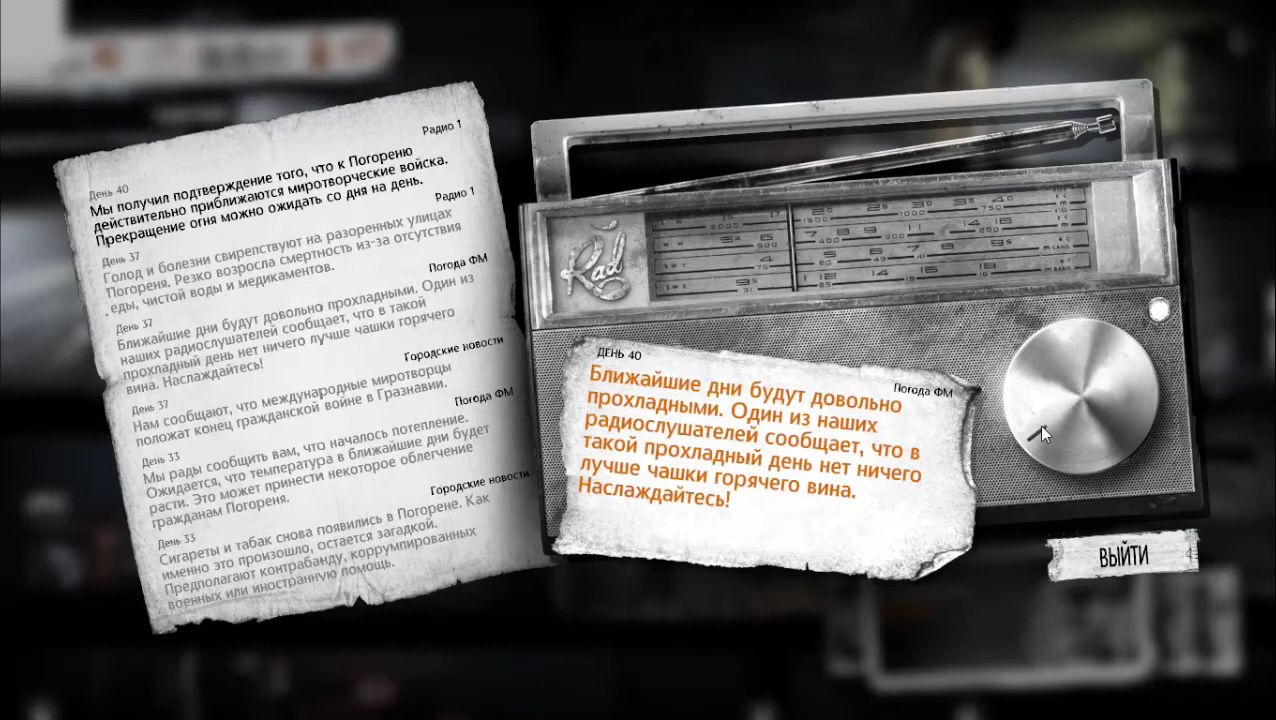 Радио 1
День 40
Мы получил подтверждение того, что к Погореню
действительно приближаются миротворческие войска.
Прекращение огня можно ожидать со дня на день.
Радио 1
День 37
Голод и болезни свирепствуют на разоренных улицах
Погореня. Резко возросла смертность из-за отсутствия
еды, чистой воды и медикаментов.
Погода ФМ
День 37
Ближайшие дни будут довольно прохладными. Один из
наших радиослушателей сообщает, что в такой
прохладный день нет ничего лучше чашки горячего
вина. Наслаждайтесь!
Городские новости
День 37
Нам сообщают, что международные миротворцы
положат конец гражданской войне в Гразнавии.
Погода ФМ
День 33
Мы рады сообщить вам, что началось потепление.
Ожидается, что температура в ближайшие дни будет
расти. Это может принести некоторое облегчение
гражданам Погореня.
Городские новости
День 33
Сигареты и табак снова появились в Погорене. Как
именно это произошло, остается загадкой.
Предполагают контрабанду, коррумпированных
военных или иностранную помощь.
Rad
ДЕНЬ 40
Погода ФМ
Ближайшие дни будут довольно
прохладными. Один из наших
радиослушателей сообщает, что в
такой прохладный день нет ничего
лучше чашки горячего вина.
Наслаждайтесь!
ВЫЙТИ